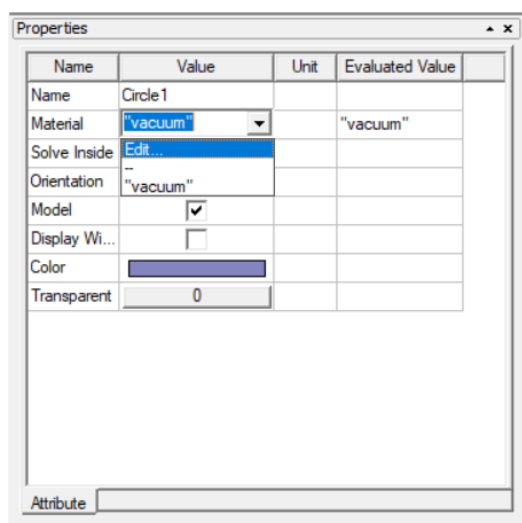 Properties
Name Value Unit Evaluated Value
Name Circle1
Material "vacuum" "vacuum"
Solve Inside Edit...
--
Orientation "vacuum"
Model
Display Wi...
Color
Transparent 0
Attribute